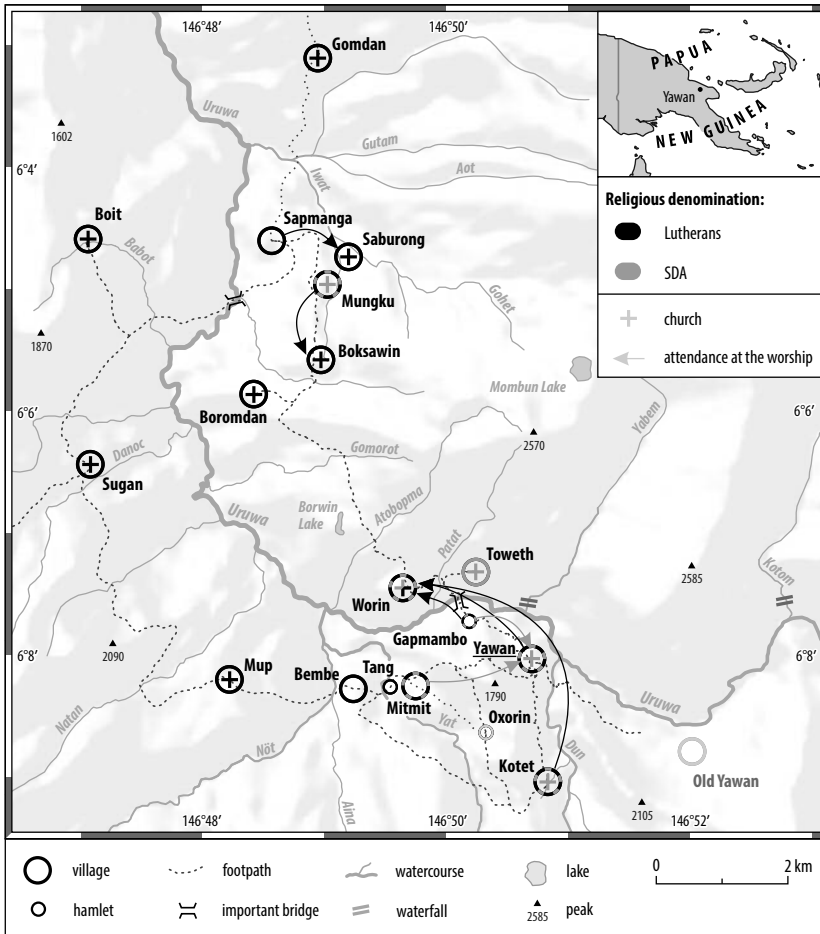 146°48'
146°50'
Gomdan
PAPUA
Yawan
NEW GUINEA
Uruwa
1602
Gutam
Aot
Iwat
6°4'
Boit
Babot
Sapmanga
Saburong
Mungku
Gohet
1870
Boksawin
Mombun Lake
Boromdan
Religious denomination:
Lutherans
SDA
church
attendance at the worship
6°6'
6°6'
2570
Yabem
Danoc
Sugan
Gomorot
Uruwa
Borwin
Lake
Atobopma
Patat
Toweth
2585
Kotom
Worin
Gapmambo
Yawan
2090
6°8'
6°8'
Mup
Bembe
Tang
Mitmit
1790
Uruwa
Natan
Nöt
Yat
Oxorin
Dun
Kotet
Old Yawan
Aina
2105
146°48'
146°50'
146°52'
village
footpath
watercourse
lake
0
2 km
hamlet
important bridge
waterfall
2585
peak